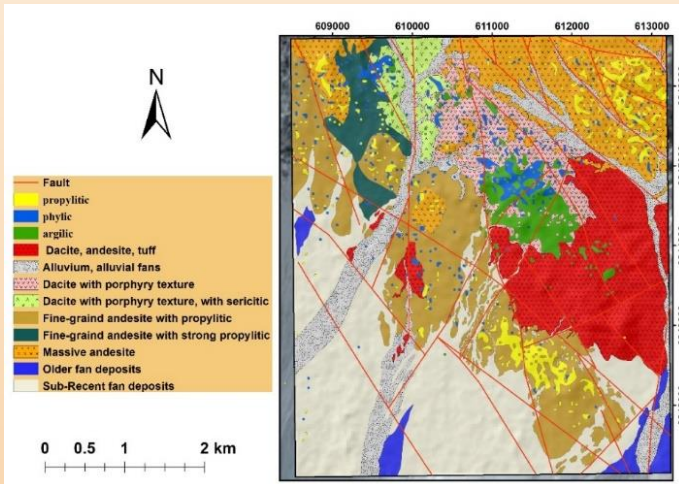 609000 610000 611000 612000 613000
N
Fault
propylitic
phylic
argilic
Dacite, andesite, tuff
Alluvium, alluvial fans
Dacite with porphyry texture
Dacite with porphyry texture, with sericitic
Fine-graind andesite with propylitic
Fine-graind andesite with strong propylitic
Massive andesite
Older fan deposits
Sub-Recent fan deposits
0 0.5 1 2 km